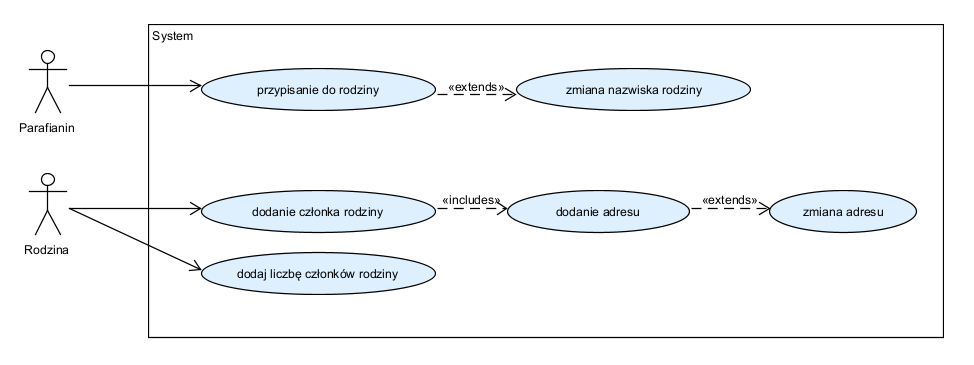 System
przypisanie do rodziny
«extends»
zmiana nazwiska rodziny
Parafianin
dodanie członka rodziny
«includes»
dodanie adresu
«extends»
zmiana adresu
Rodzina
dodaj liczbę członków rodziny